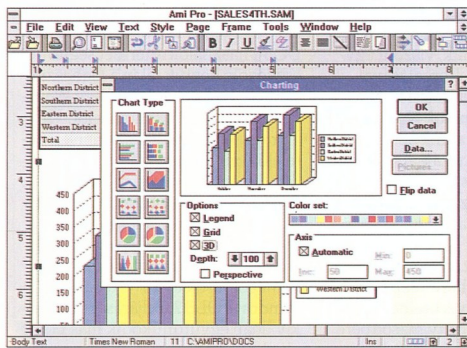 Ami Pro - [SALES4TH.SAM]
File Edit View Text Style Page Frame Tools Window Help
B I U
Charting
Northern District
Southern District
Eastern District
Western District
Total
Chart Type
OK
Cancel
Data...
Pictures...
Flip data
Options
Legend
Grid
3D
Depth: 100
Perspective
Color set:
Axis
Automatic
Min: 0
Inc: 50
Max: 450
450
400
350
300
250
200
150
100
50
Western District
Body Text Times New Roman 11 C:\AMIPRO\DOCS Ins 2